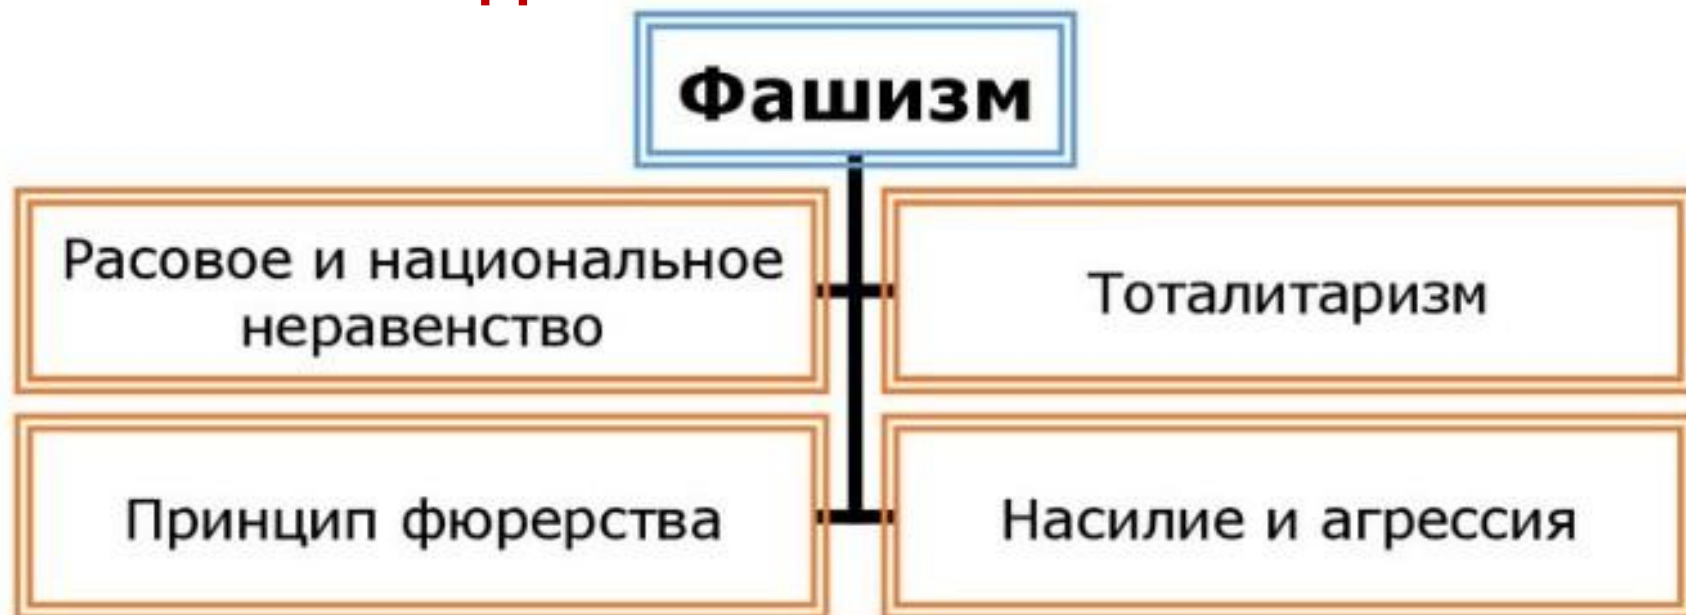 Фашизм
Расовое и национальное
неравенство
Тоталитаризм
Принцип фюрерства
Насилие и агрессия